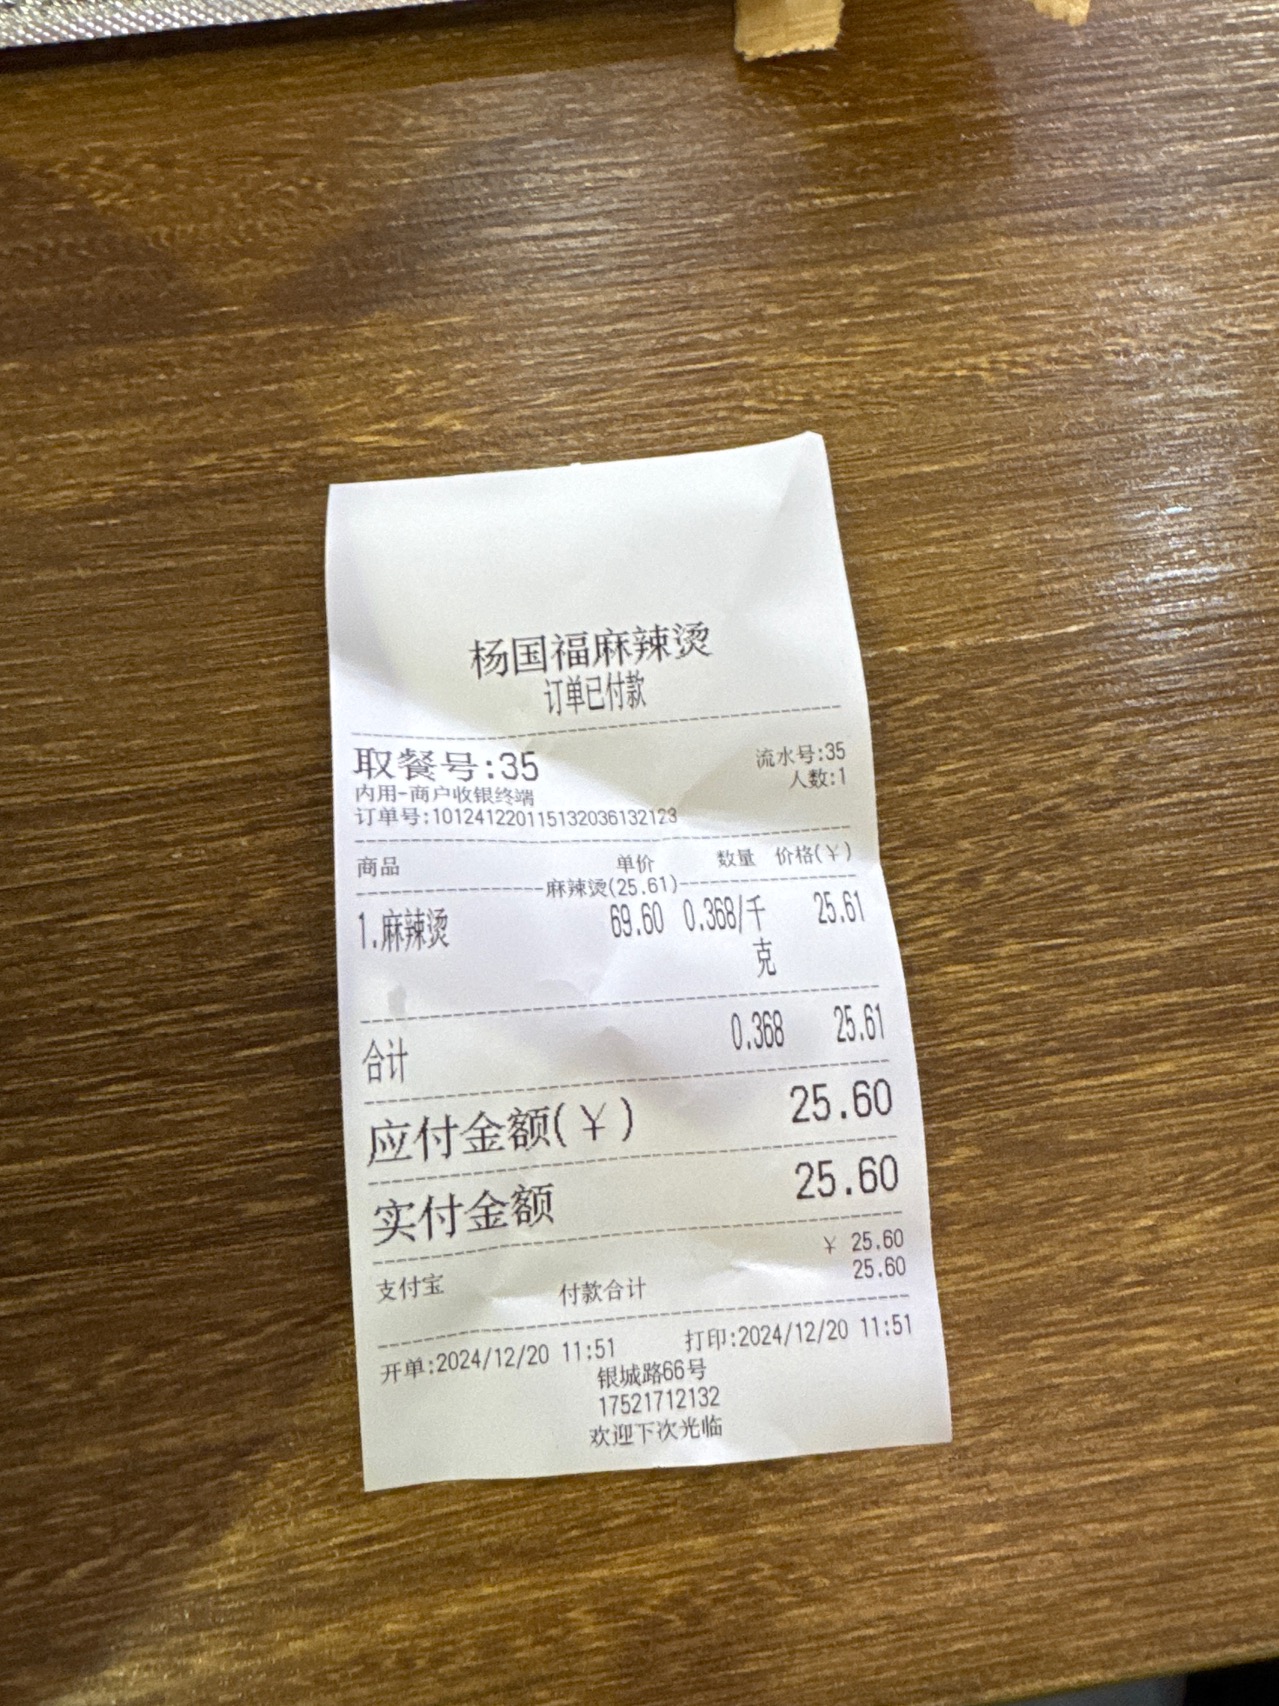 杨国福麻辣烫
订单已付款
取餐号:35 流水号:35
内用-商户收银终端 人数:1
订单号:101241220115132036132123
商品 单价 数量 价格(¥)
麻辣烫(25.61)
1.麻辣烫 69.60 0.368/千克 25.61
合计 0.368 25.61
应付金额(¥) 25.60
实付金额 25.60
支付宝 ¥ 25.60
付款合计 25.60
开单:2024/12/20 11:51 打印:2024/12/20 11:51
银城路66号
17521712132
欢迎下次光临